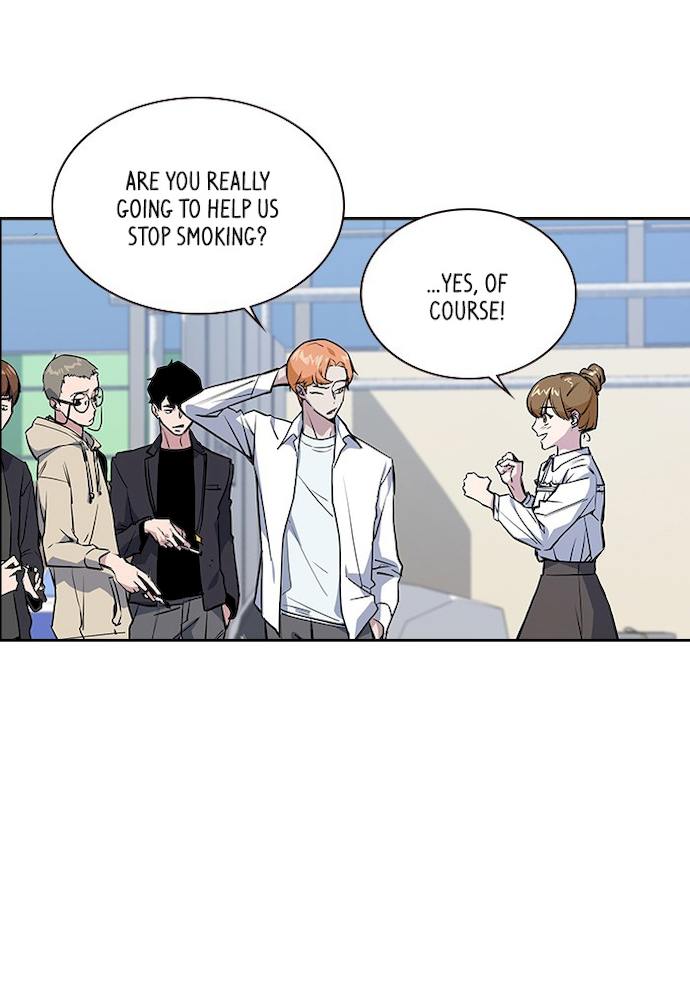 ARE YOU REALLY
GOING TO HELP US
STOP SMOKING?
...YES, OF
COURSE!